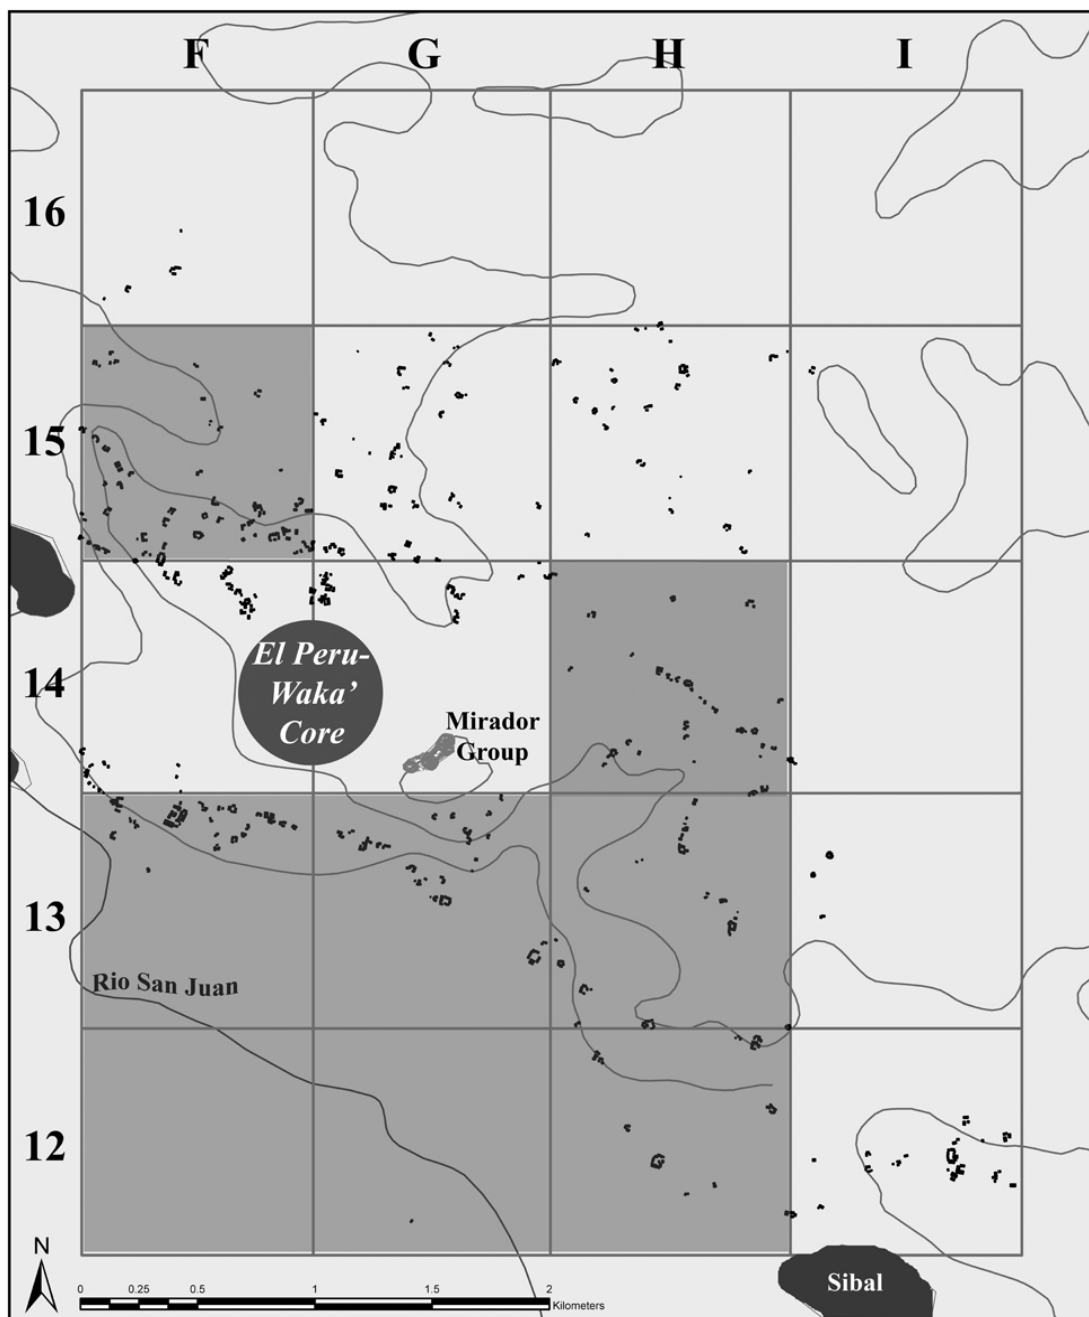 F G H I
16
15
El Peru-
Waka'
Core
14
Mirador
Group
13
Rio San Juan
12
N
Sibal
0 0.25 0.5 1 1.5 2
Kilometers